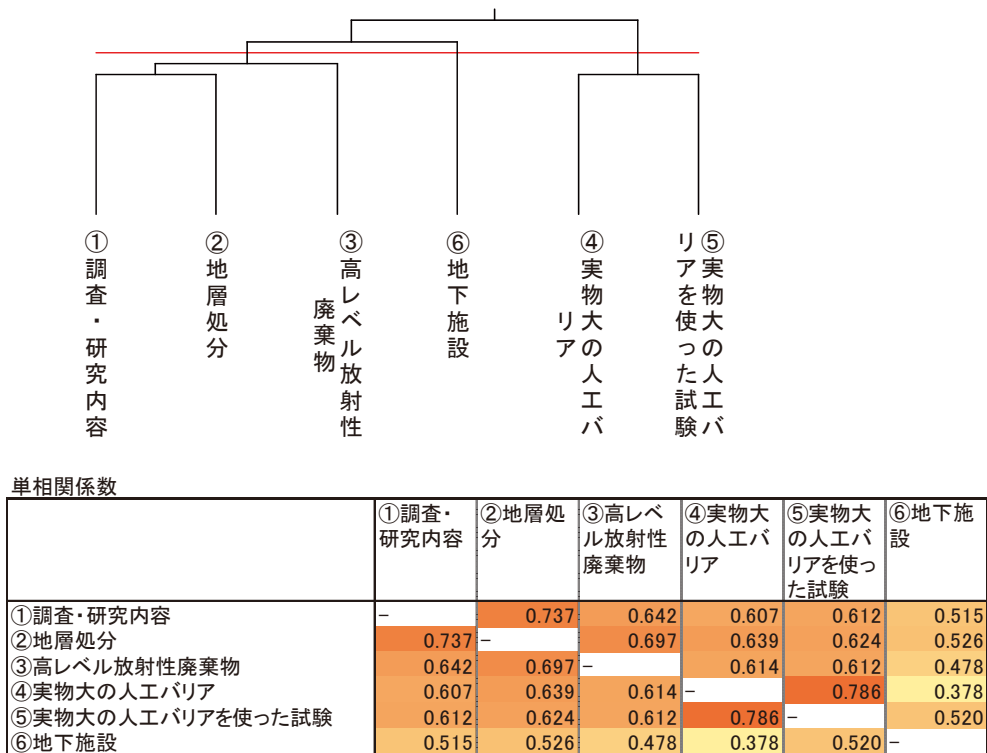 ①調査・研究内容
②地層処分
③高レベル放射性
廃棄物
⑥地下施設
④実物大の人工バ
リア
⑤実物大の人工バ
リアを使った試験
単相関係数
①調査・ ②地層処 ③高レベ ④実物大 ⑤実物大 ⑥地下施
研究内容 分 ル放射性 の人工バ の人工バ 設
廃棄物 リア リアを使っ
た試験
①調査・研究内容 － 0.737 0.642 0.607 0.612 0.515
②地層処分 0.737 － 0.697 0.639 0.624 0.526
③高レベル放射性廃棄物 0.642 0.697 － 0.614 0.612 0.478
④実物大の人工バリア 0.607 0.639 0.614 － 0.786 0.378
⑤実物大の人工バリアを使った試験 0.612 0.624 0.612 0.786 － 0.520
⑥地下施設 0.515 0.526 0.478 0.378 0.520 －